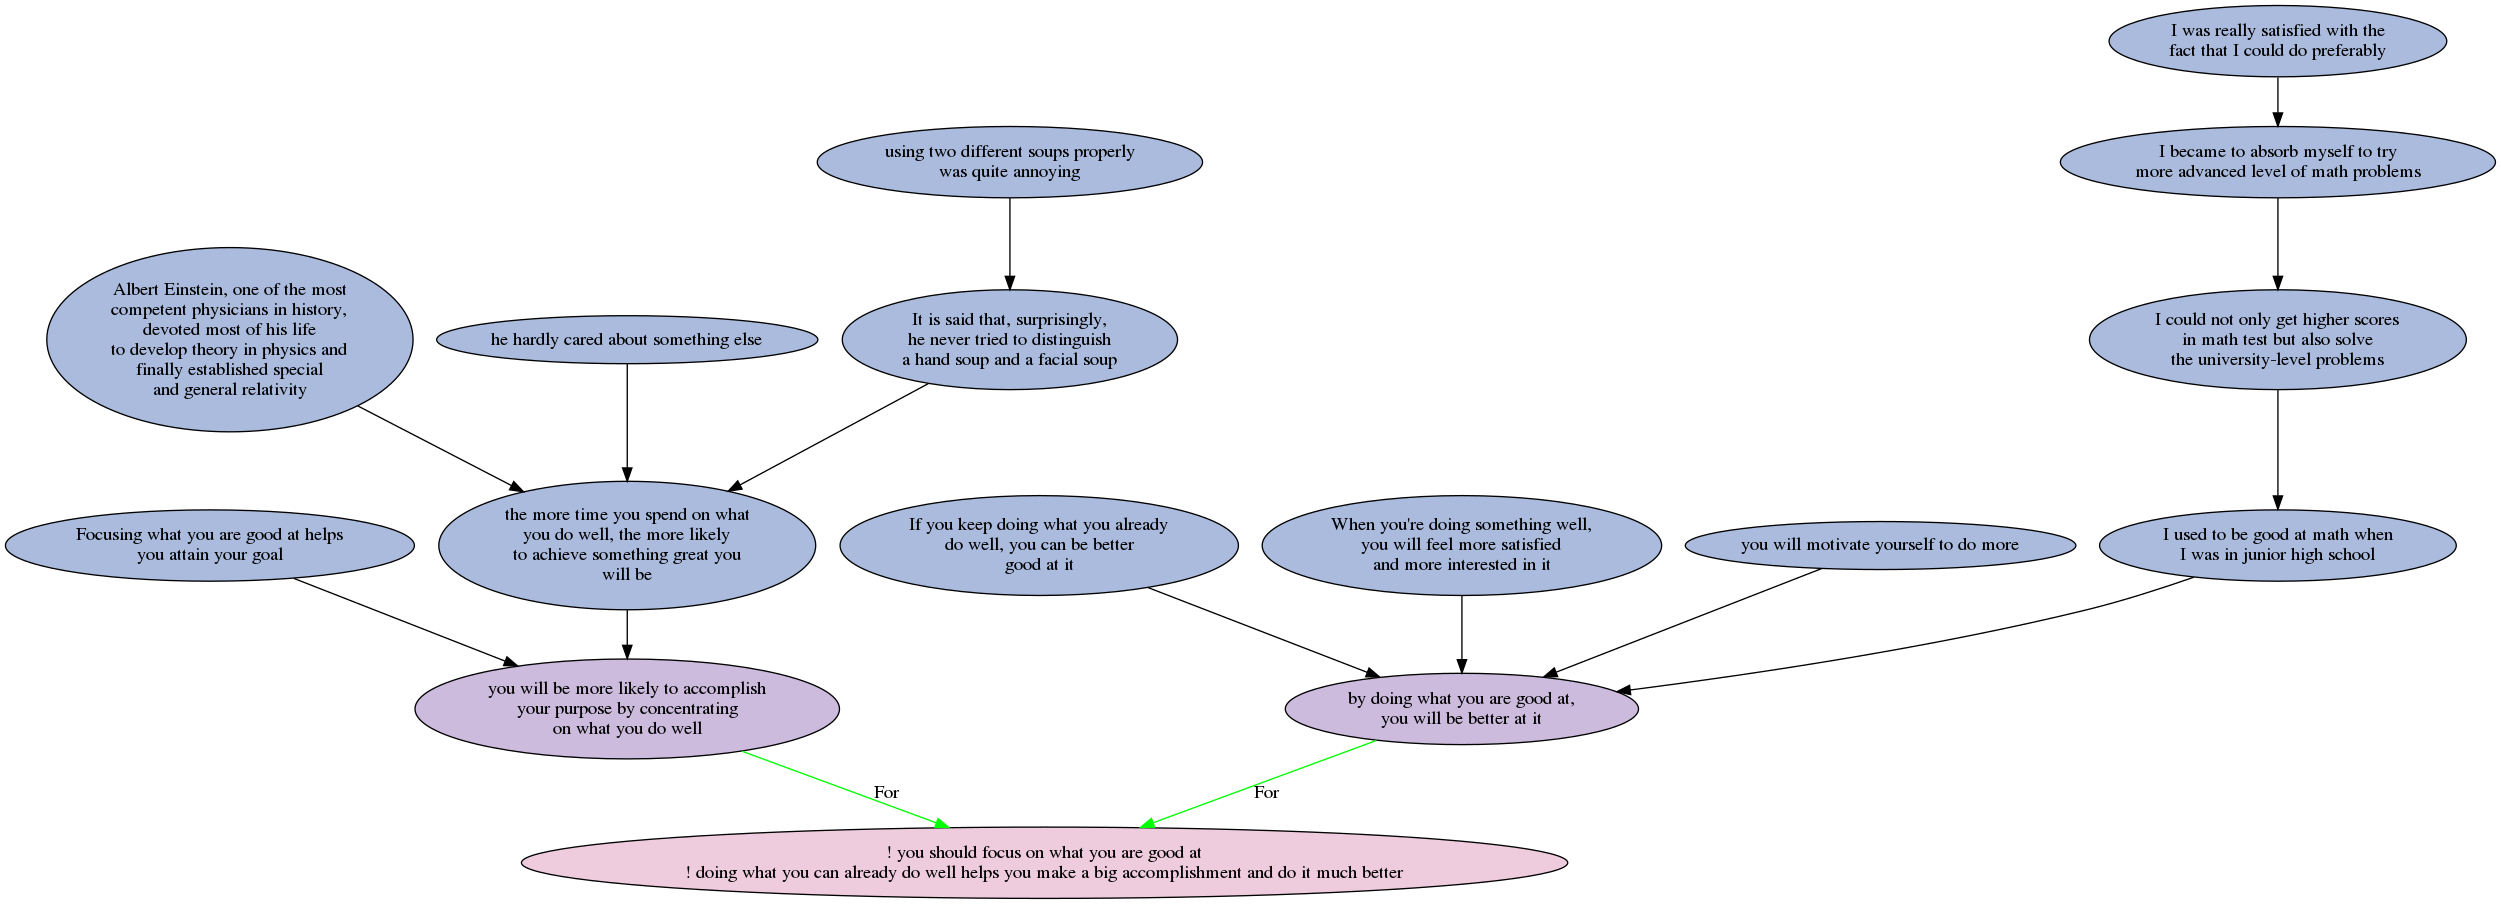 I was really satisfied with the
fact that I could do preferably
using two different soups properly
was quite annoying
I became to absorb myself to try
more advanced level of math problems
Albert Einstein, one of the most
competent physicians in history,
devoted most of his life
to develop theory in physics and
finally established special
and general relativity
he hardly cared about something else
It is said that, surprisingly,
he never tried to distinguish
a hand soup and a facial soup
I could not only get higher scores
in math test but also solve
the university-level problems
Focusing what you are good at helps
you attain your goal
the more time you spend on what
you do well, the more likely
to achieve something great you
will be
If you keep doing what you already
do well, you can be better
good at it
When you're doing something well,
you will feel more satisfied
and more interested in it
you will motivate yourself to do more
I used to be good at math when
I was in junior high school
you will be more likely to accomplish
your purpose by concentrating
on what you do well
by doing what you are good at,
you will be better at it
For
For
! you should focus on what you are good at
! doing what you can already do well helps you make a big accomplishment and do it much better